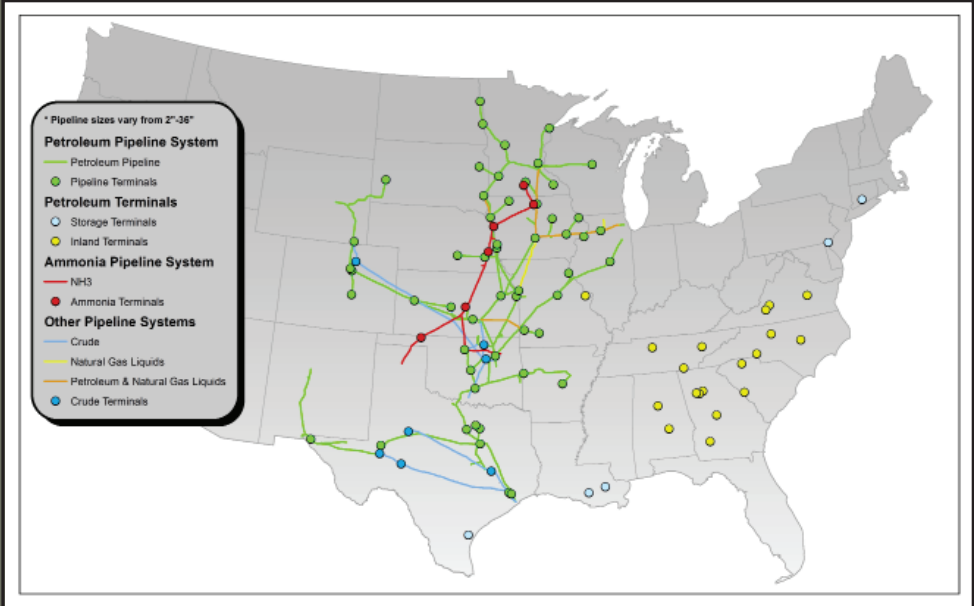 * Pipeline sizes vary from 2"-36"
Petroleum Pipeline System
Petroleum Pipeline
Pipeline Terminals
Petroleum Terminals
Storage Terminals
Inland Terminals
Ammonia Pipeline System
NH3
Ammonia Terminals
Other Pipeline Systems
Crude
Natural Gas Liquids
Petroleum & Natural Gas Liquids
Crude Terminals